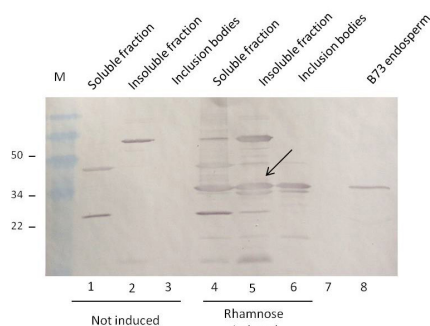 M
Soluble fraction
Insoluble fraction
Inclusion bodies
Soluble fraction
Insoluble fraction
Inclusion bodies
B73 endosperm
50
34
22
1 2 3 4 5 6 7 8
Not induced
Rhamnose